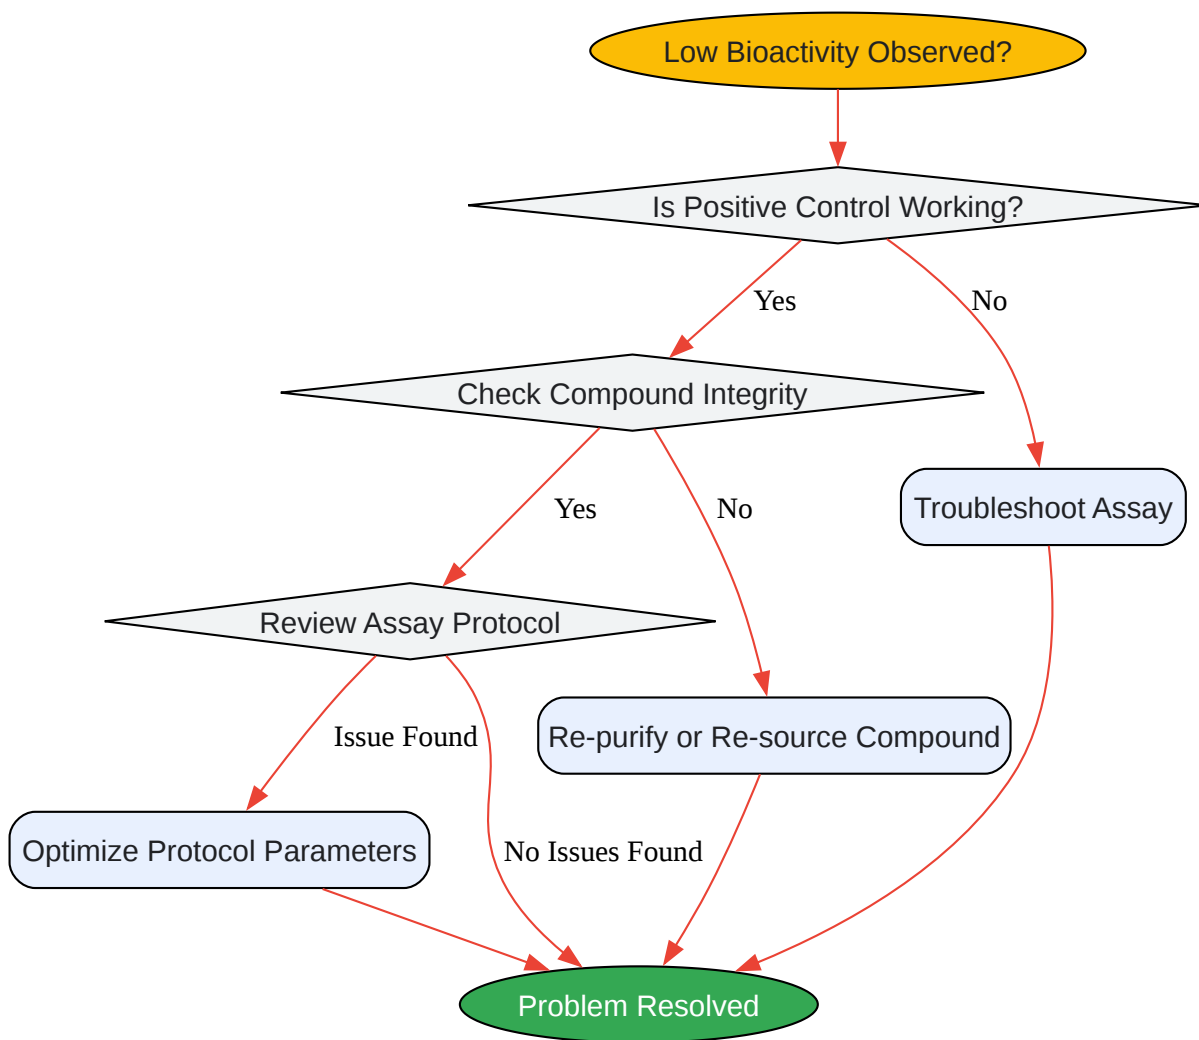 Low Bioactivity Observed?
Is Positive Control Working?
Yes
No
Check Compound Integrity
Yes
No
Troubleshoot Assay
Review Assay Protocol
Issue Found
Re-purify or Re-source Compound
Optimize Protocol Parameters
No Issues Found
Problem Resolved